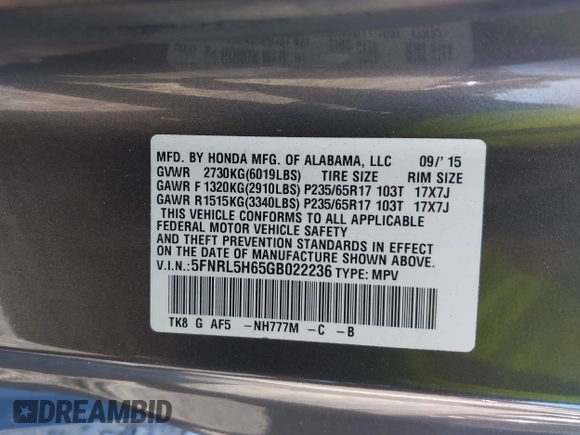 MFD. BY HONDA MFG. OF ALABAMA, LLC 09/' 15
GVWR 2730KG(6019LBS) TIRE SIZE RIM SIZE
GAWR F 1320KG(2910LBS) P235/65R17 103T 17X7J
GAWR R1515KG(3340LBS) P235/65R17 103T 17X7J
THIS VEHICLE CONFORMS TO ALL APPLICABLE
FEDERAL MOTOR VEHICLE SAFETY
AND THEFT PREVENTION STANDARDS IN EFFECT
ON THE DATE OF MANUFACTURE SHOWN ABOVE.
V.I.N.: 5FNRL5H65GB022236 TYPE: MPV
TK8 G AF5 -NH777M -C -B
DREAMBID